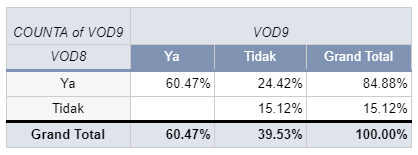 COUNTA of VOD9 VOD9
VOD8 Ya Tidak Grand Total
Ya 60.47% 24.42% 84.88%
Tidak 15.12% 15.12%
Grand Total 60.47% 39.53% 100.00%